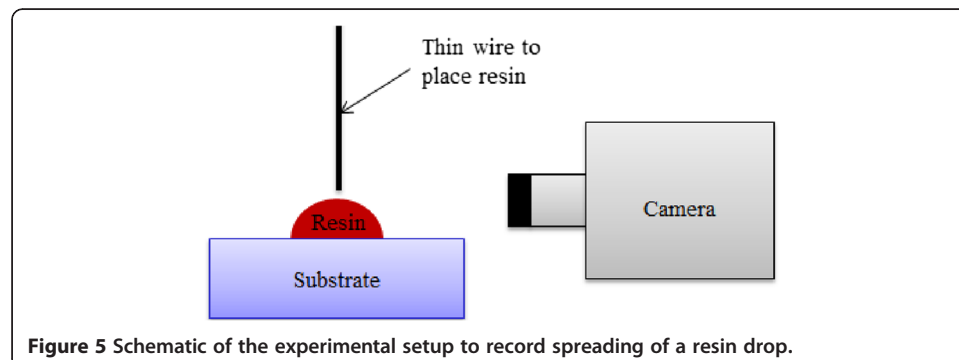 Thin wire to
place resin
Resin
Camera
Substrate
Figure 5 Schematic of the experimental setup to record spreading of a resin drop.